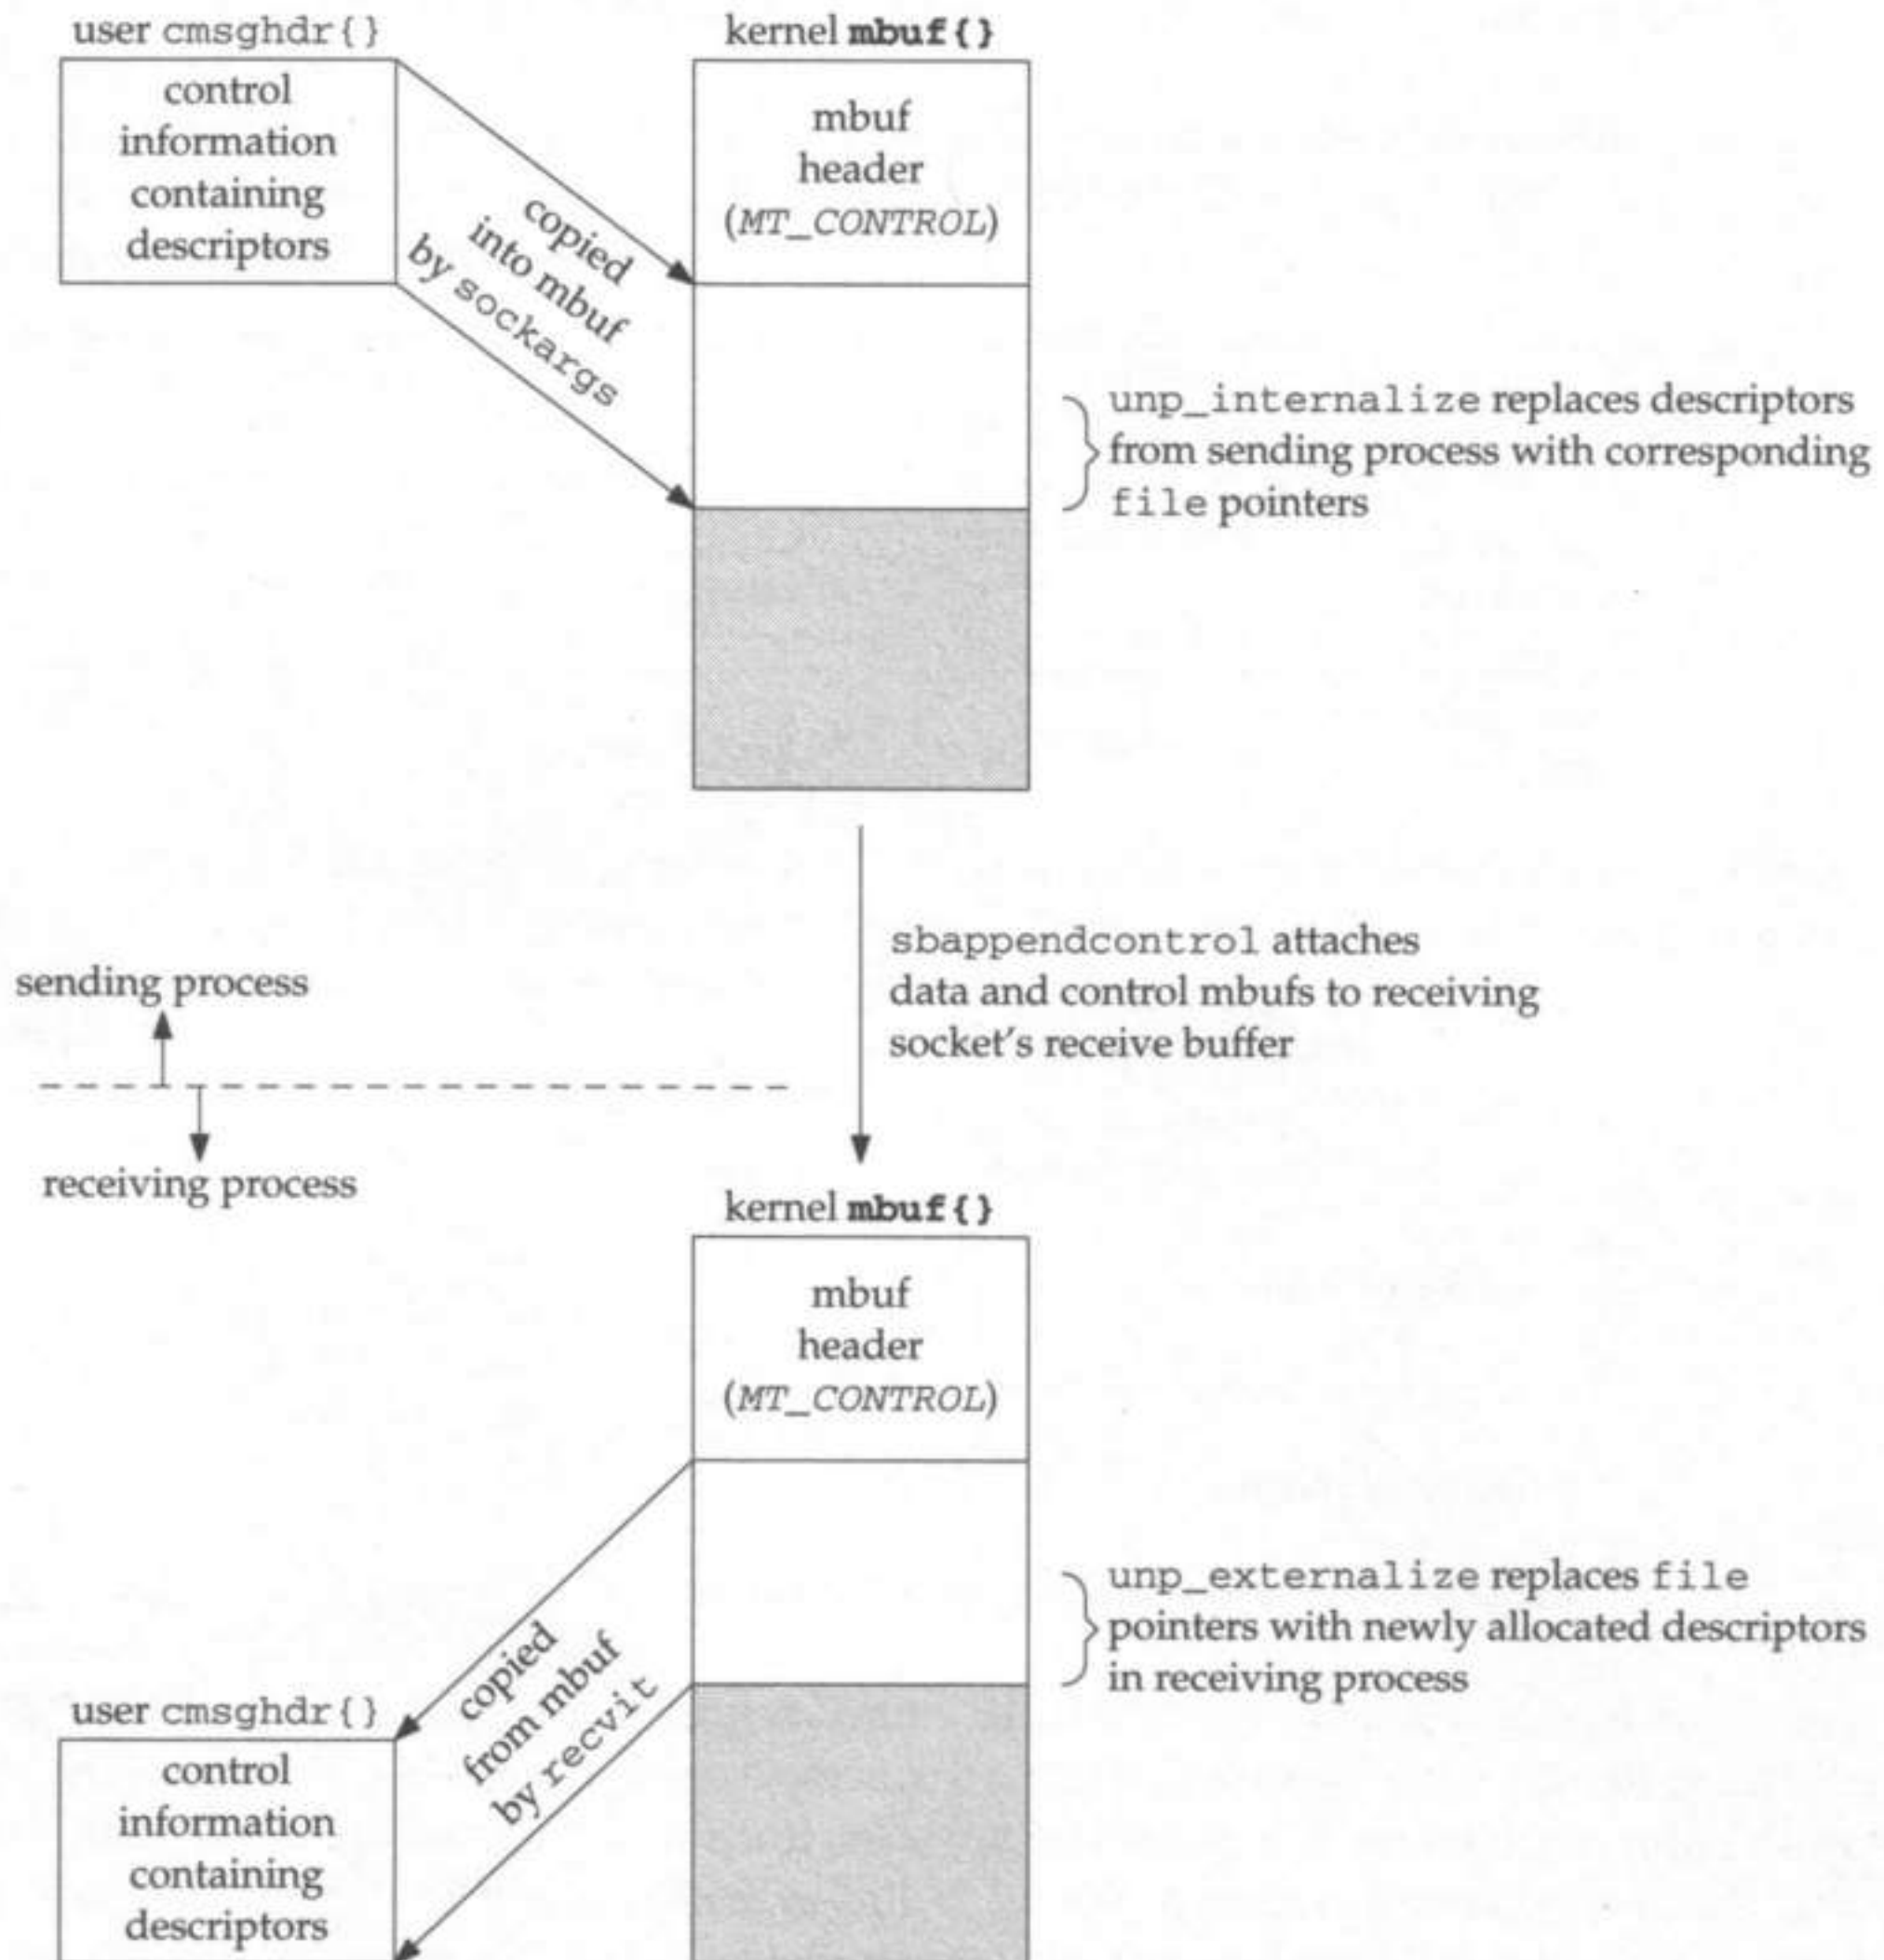 user cmsghdr{}
control
information
containing
descriptors
copied
into mbuf
by sockargs
kernel mbuf{}
mbuf
header
(MT_CONTROL)
unp_internalize replaces descriptors
from sending process with corresponding
file pointers
sbappendcontrol attaches
data and control mbufs to receiving
socket's receive buffer
sending process
receiving process
kernel mbuf{}
mbuf
header
(MT_CONTROL)
unp_externalize replaces file
pointers with newly allocated descriptors
in receiving process
copied
from mbuf
by recvit
user cmsghdr{}
control
information
containing
descriptors